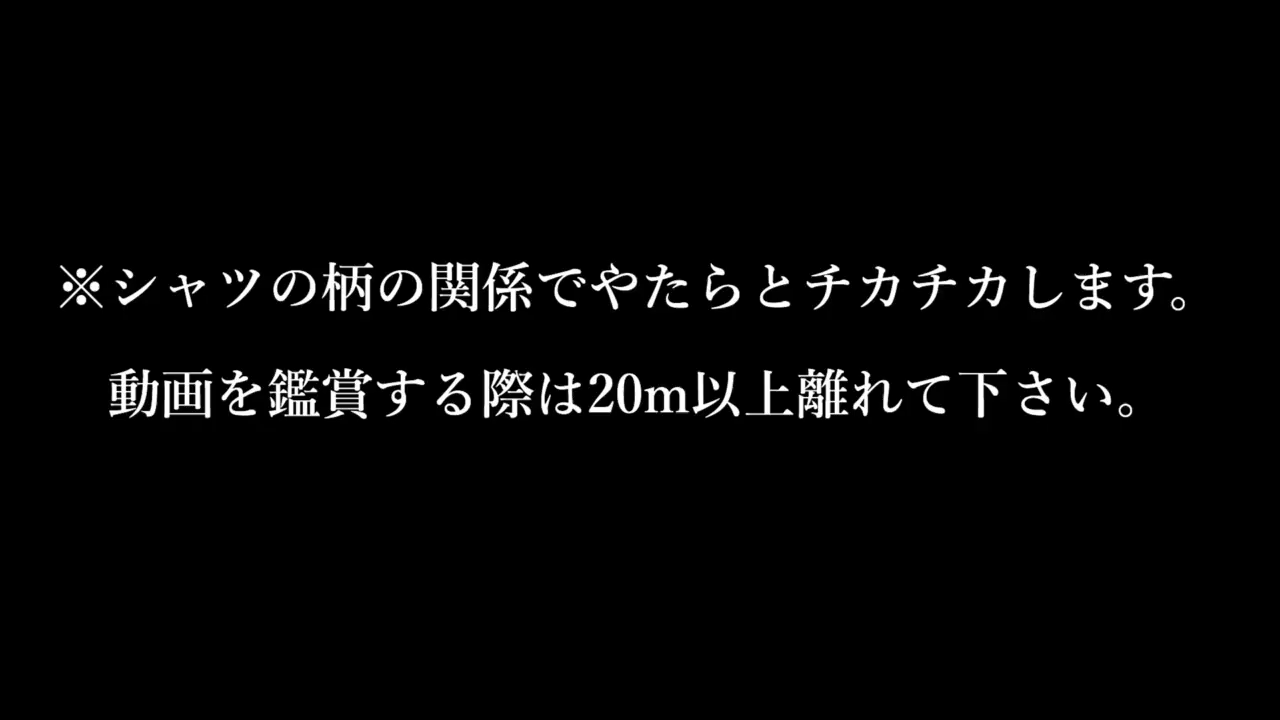 ※シャツの柄の関係でやたらとチカチカします。
動画を鑑賞する際は20m以上離れて下さい。